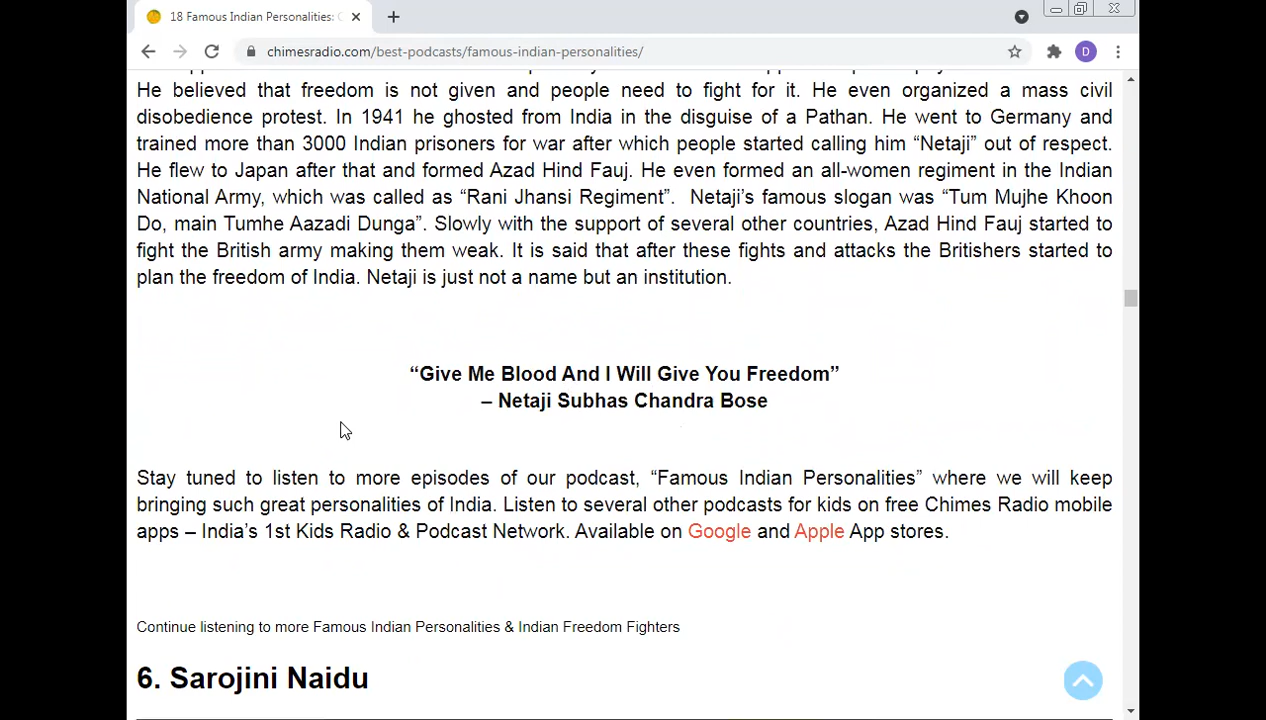 18 Famous Indian Personalities:
chimesradio.com/best-podcasts/famous-indian-personalities/
D
He believed that freedom is not given and people need to fight for it. He even organized a mass civil
disobedience protest. In 1941 he ghosted from India in the disguise of a Pathan. He went to Germany and
trained more than 3000 Indian prisoners for war after which people started calling him “Netaji” out of respect.
He flew to Japan after that and formed Azad Hind Fauj. He even formed an all-women regiment in the Indian
National Army, which was called as “Rani Jhansi Regiment”.  Netaji’s famous slogan was “Tum Mujhe Khoon
Do, main Tumhe Aazadi Dunga”. Slowly with the support of several other countries, Azad Hind Fauj started to
fight the British army making them weak. It is said that after these fights and attacks the Britishers started to
plan the freedom of India. Netaji is just not a name but an institution.
“Give Me Blood And I Will Give You Freedom”
– Netaji Subhas Chandra Bose
Stay tuned to listen to more episodes of our podcast, “Famous Indian Personalities” where we will keep
bringing such great personalities of India. Listen to several other podcasts for kids on free Chimes Radio mobile
apps – India’s 1st Kids Radio & Podcast Network. Available on Google and Apple App stores.
Continue listening to more Famous Indian Personalities & Indian Freedom Fighters
6. Sarojini Naidu